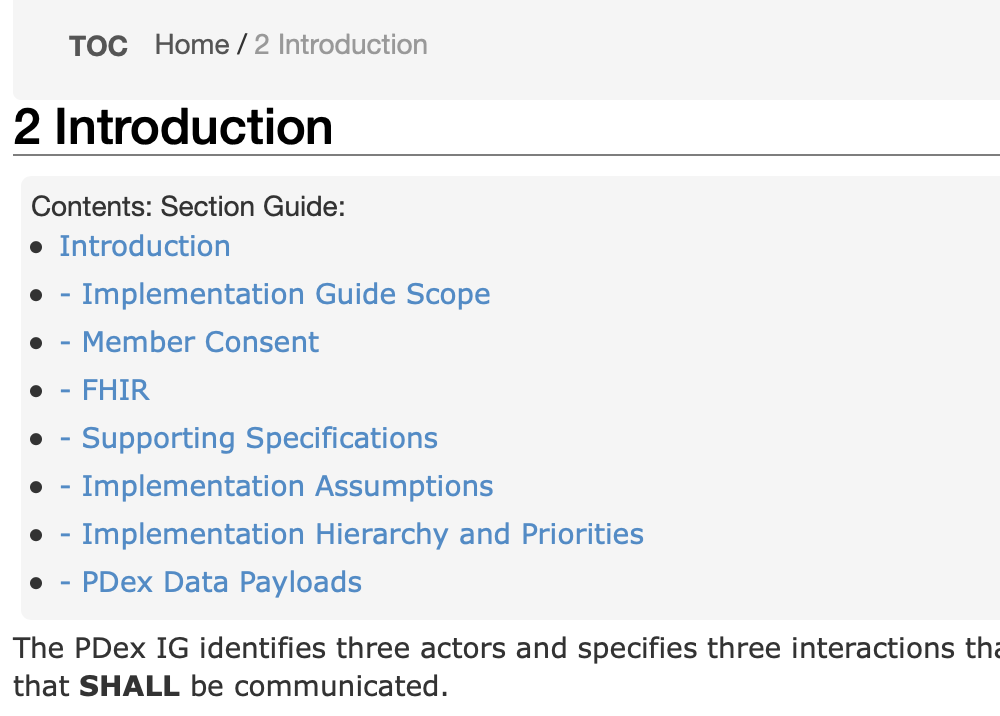 TOC Home / 2 Introduction
2 Introduction
Contents: Section Guide:
• Introduction
• - Implementation Guide Scope
• - Member Consent
• - FHIR
• - Supporting Specifications
• - Implementation Assumptions
• - Implementation Hierarchy and Priorities
• - PDex Data Payloads
The PDex IG identifies three actors and specifies three interactions
that SHALL be communicated.